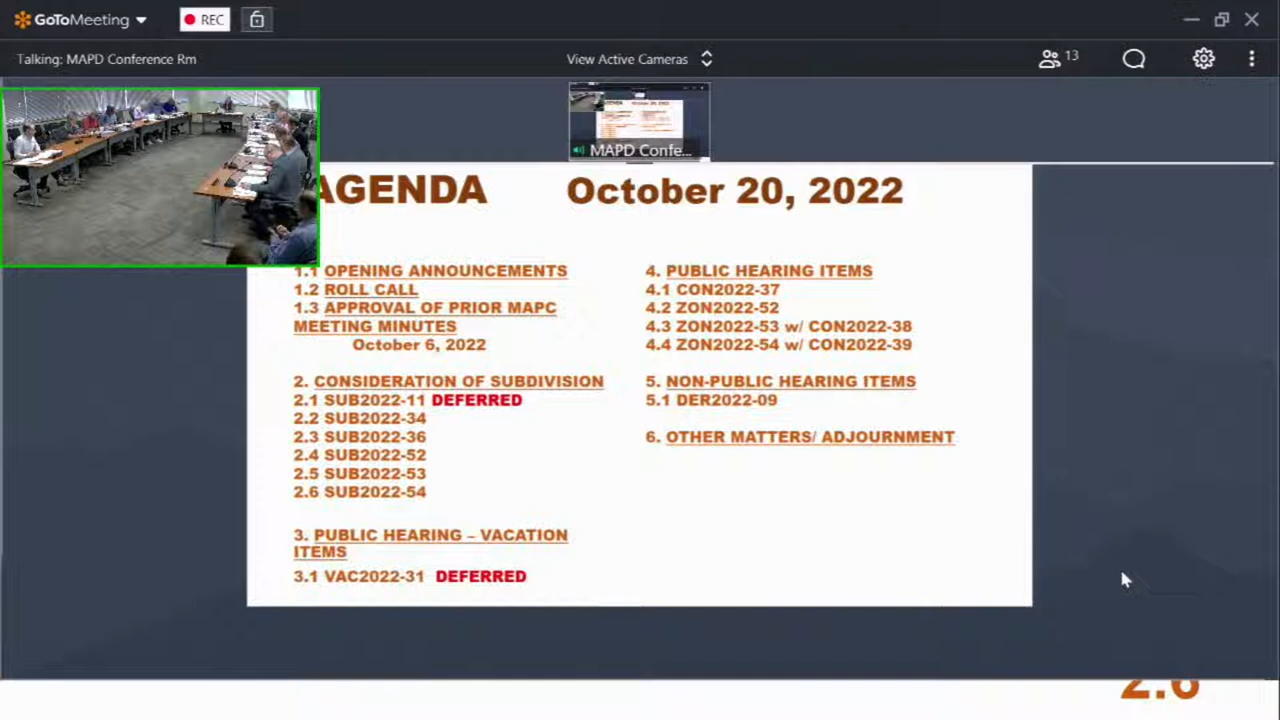 GoToMeeting
REC
Talking: MAPD Conference Rm
View Active Cameras
13
MAPD Confe...
AGENDA October 20, 2022
1.1 OPENING ANNOUNCEMENTS
1.2 ROLL CALL
1.3 APPROVAL OF PRIOR MAPC
MEETING MINUTES
October 6, 2022
2. CONSIDERATION OF SUBDIVISION
2.1 SUB2022-11 DEFERRED
2.2 SUB2022-34
2.3 SUB2022-36
2.4 SUB2022-52
2.5 SUB2022-53
2.6 SUB2022-54
3. PUBLIC HEARING – VACATION
ITEMS
3.1 VAC2022-31 DEFERRED
4. PUBLIC HEARING ITEMS
4.1 CON2022-37
4.2 ZON2022-52
4.3 ZON2022-53 w/ CON2022-38
4.4 ZON2022-54 w/ CON2022-39
5. NON-PUBLIC HEARING ITEMS
5.1 DER2022-09
6. OTHER MATTERS/ ADJOURNMENT
2.6